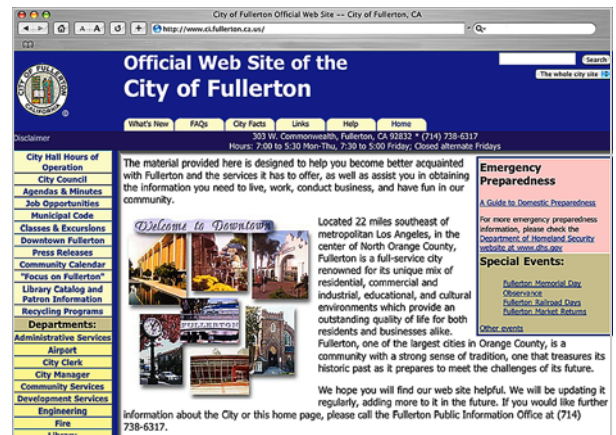 City of Fullerton Official Web Site -- City of Fullerton, CA
A A
http://www.ci.fullerton.ca.us/
Q-
CITY OF FULLERTON
CALIFORNIA
Official Web Site of the
City of Fullerton
Search
The whole city site
What's New
FAQs
City Facts
Links
Help
Home
Disclaimer
303 W. Commonwealth, Fullerton, CA 92832 * (714) 738-6317
Hours: 7:00 to 5:30 Mon-Thu, 7:30 to 5:00 Friday; Closed alternate Fridays
City Hall Hours of
Operation
City Council
Agendas & Minutes
Job Opportunities
Municipal Code
Classes & Excursions
Downtown Fullerton
Press Releases
Community Calendar
"Focus on Fullerton"
Library Catalog and
Patron Information
Recycling Programs
Departments:
Administrative Services
Airport
City Clerk
City Manager
Community Services
Development Services
Engineering
Fire
Library
The material provided here is designed to help you become better acquainted
with Fullerton and the services it has to offer, as well as assist you in obtaining
the information you need to live, work, conduct business, and have fun in our
community.
Welcome to Downtown
FULLERTON
Located 22 miles southeast of
metropolitan Los Angeles, in the
center of North Orange County,
Fullerton is a full-service city
renowned for its unique mix of
residential, commercial and
industrial, educational, and cultural
environments which provide an
outstanding quality of life for both
residents and businesses alike.
Fullerton, one of the largest cities in Orange County, is a
community with a strong sense of tradition, one that treasures its
historic past as it prepares to meet the challenges of its future.
We hope you will find our web site helpful. We will be updating it
regularly, adding more to it in the future. If you would like further
information about the City or this home page, please call the Fullerton Public Information Office at (714)
738-6317.
Emergency
Preparedness
A Guide to Domestic Preparedness
For more emergency preparedness
information, please check the
Department of Homeland Security
website at www.dhs.gov
Special Events:
Fullerton Memorial Day
Observance
Fullerton Railroad Days
Fullerton Market Returns
Other events